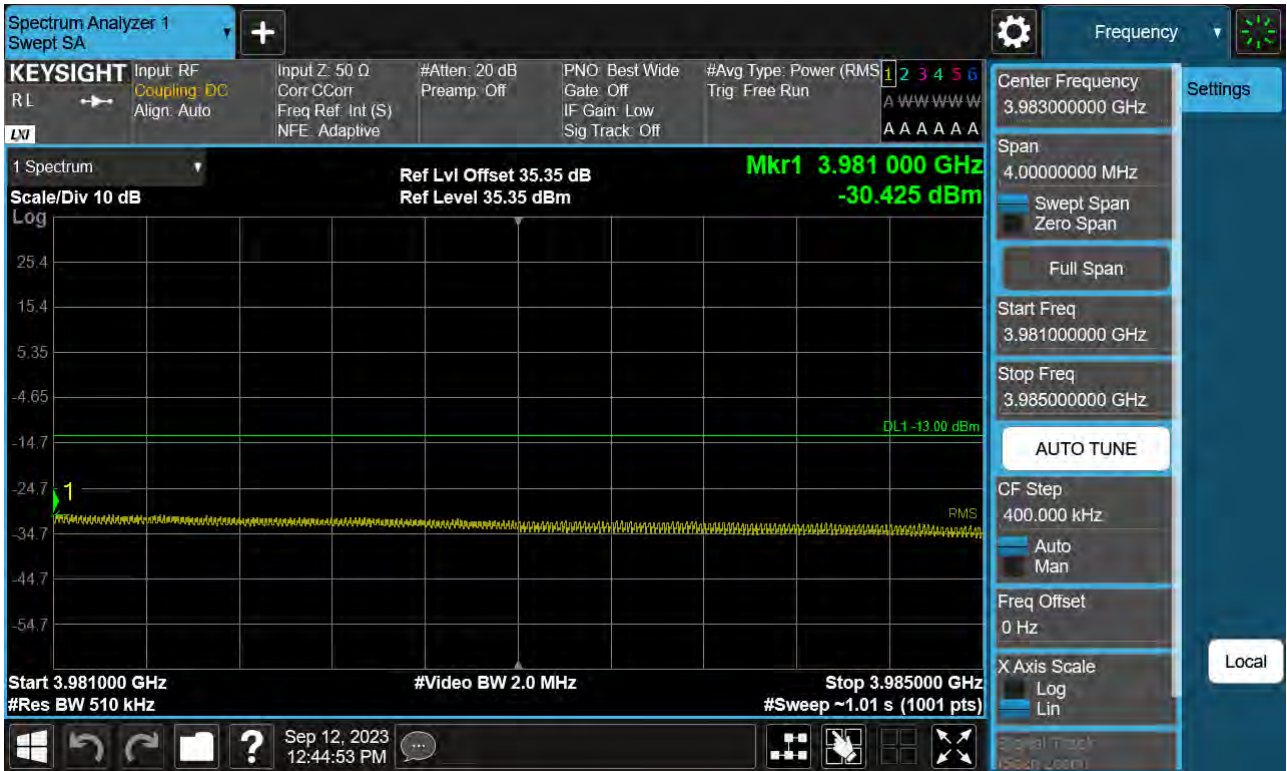 Spectrum Analyzer 1
Swept SA
+
Frequency
KEYSIGHT
RL
LXI
Input: RF
Coupling: DC
Align: Auto
Input Z: 50 Ω
Corr CCorr
Freq Ref: Int (S)
NFE: Adaptive
#Atten: 20 dB
Preamp: Off
PNO: Best Wide
Gate: Off
IF Gain: Low
Sig Track: Off
#Avg Type: Power (RMS
Trig: Free Run
1 2 3 4 5 6
A W W W W W
A A A A A A
1 Spectrum
Scale/Div 10 dB
Log
Ref Lvl Offset 35.35 dB
Ref Level 35.35 dBm
Mkr1 3.981 000 GHz
-30.425 dBm
25.4
15.4
5.35
-4.65
-14.7
-24.7
-34.7
-44.7
-54.7
DL1 -13.00 dBm
1
RMS
Start 3.981000 GHz
#Res BW 510 kHz
#Video BW 2.0 MHz
Stop 3.985000 GHz
#Sweep ~1.01 s (1001 pts)
Center Frequency
3.983000000 GHz
Span
4.00000000 MHz
Swept Span
Zero Span
Full Span
Start Freq
3.981000000 GHz
Stop Freq
3.985000000 GHz
AUTO TUNE
CF Step
400.000 kHz
Auto
Man
Freq Offset
0 Hz
X Axis Scale
Log
Lin
Signal Track
(Span Zoom)
Settings
Local
?
Sep 12, 2023
12:44:53 PM